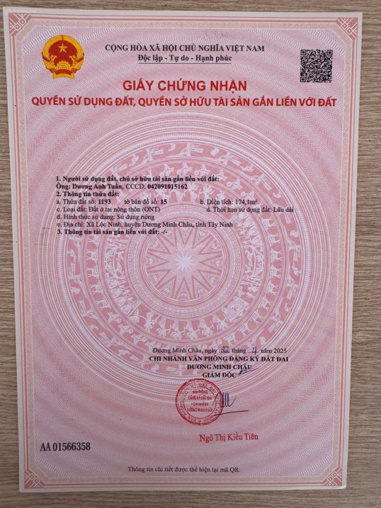 CỘNG HÒA XÃ HỘI CHỦ NGHĨA VIỆT NAM
Độc lập - Tự do - Hạnh phúc
GIẤY CHỨNG NHẬN
QUYỀN SỬ DỤNG ĐẤT, QUYỀN SỞ HỮU TÀI SẢN GẮN LIỀN VỚI ĐẤT
1. Người sử dụng đất, chủ sở hữu tài sản gắn liền với đất:
Ông: Dương Anh Tuấn, CCCD: 042091015162
2. Thông tin thửa đất:
a. Thửa đất số: 1193 tờ bản đồ số: 15 b. Diện tích: 174,1m²
c. Loại đất: Đất ở tại nông thôn (ONT) d. Thời hạn sử dụng đất: Lâu dài
đ. Hình thức sử dụng: Sử dụng riêng
e. Địa chỉ: Xã Lộc Ninh, huyện Dương Minh Châu, tỉnh Tây Ninh
3. Thông tin tài sản gắn liền với đất: -/-
Dương Minh Châu, ngày tháng 4 năm 2025
CHI NHÁNH VĂN PHÒNG ĐĂNG KÝ ĐẤT ĐAI
DƯƠNG MINH CHÂU
GIÁM ĐỐC
Ngô Thị Kiều Tiên
AA 01566358
Thông tin chi tiết được thể hiện tại mã QR.